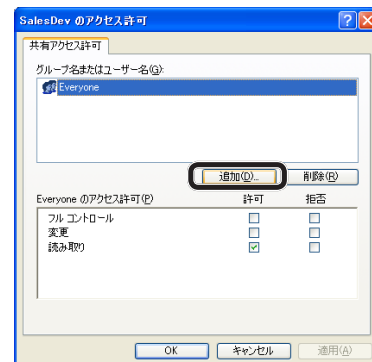 SalesDev のアクセス許可
共有アクセス許可
グループ名またはユーザー名(G):
Everyone
追加(D)... 削除(R)
Everyone のアクセス許可(P) 許可 拒否
フル コントロール
変更
読み取り
OK キャンセル 適用(A)